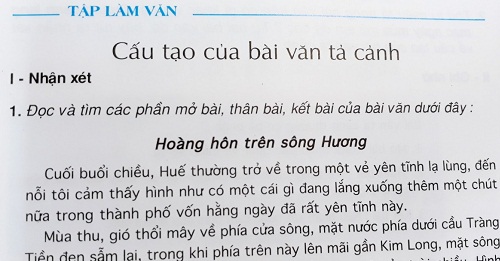 TẬP LÀM VĂN
Cấu tạo của bài văn tả cảnh
I - Nhận xét
1. Đọc và tìm các phần mở bài, thân bài, kết bài của bài văn dưới đây :
Hoàng hôn trên sông Hương
Cuối buổi chiều, Huế thường trở về trong một vẻ yên tĩnh lạ lùng, đến
nỗi tôi cảm thấy hình như có một cái gì đang lắng xuống thêm một chút
nữa trong thành phố vốn hằng ngày đã rất yên tĩnh này.
Mùa thu, gió thổi mây về phía cửa sông, mặt nước phía dưới cầu Tràng
Tiền đen sẫm lại, trong khi phía trên này lên mãi gần Kim Long, mặt sông